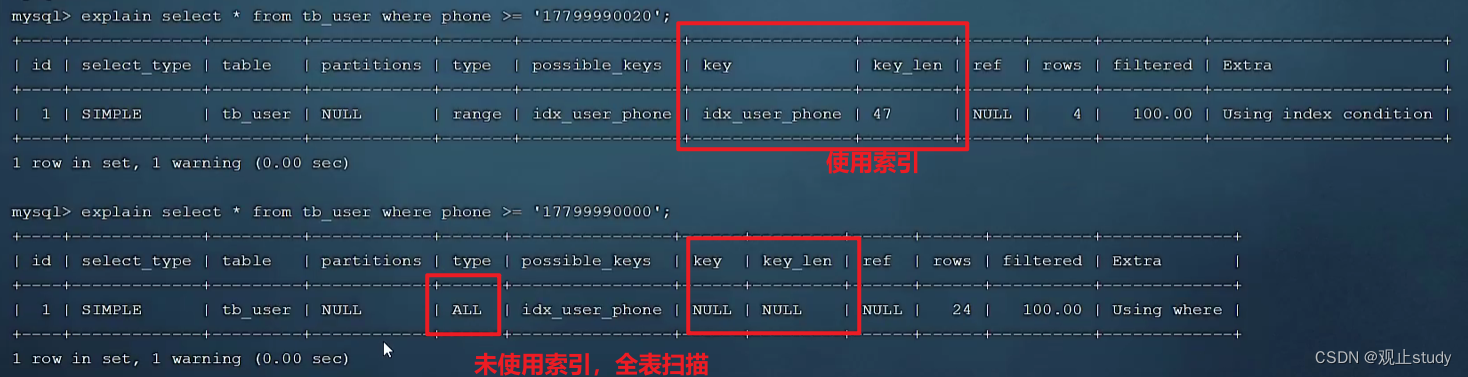 mysql> explain select * from tb_user where phone >= '17799990020';
+----+-------------+---------+------------+-------+----------------+----------------+---------+------+------+----------+-----------------------+
| id | select_type | table | partitions | type | possible_keys | key | key_len | ref | rows | filtered | Extra |
+----+-------------+---------+------------+-------+----------------+----------------+---------+------+------+----------+-----------------------+
| 1 | SIMPLE | tb_user | NULL | range | idx_user_phone | idx_user_phone | 47 | NULL | 4 | 100.00 | Using index condition |
+----+-------------+---------+------------+-------+----------------+----------------+---------+------+------+----------+-----------------------+
1 row in set, 1 warning (0.00 sec)
使用索引
mysql> explain select * from tb_user where phone >= '17799990000';
+----+-------------+---------+------------+------+----------------+------+---------+------+------+----------+-------------+
| id | select_type | table | partitions | type | possible_keys | key | key_len | ref | rows | filtered | Extra |
+----+-------------+---------+------------+------+----------------+------+---------+------+------+----------+-------------+
| 1 | SIMPLE | tb_user | NULL | ALL | idx_user_phone | NULL | NULL | NULL | 24 | 100.00 | Using where |
+----+-------------+---------+------------+------+----------------+------+---------+------+------+----------+-------------+
1 row in set, 1 warning (0.00 sec)
未使用索引，全表扫描
CSDN @观止study